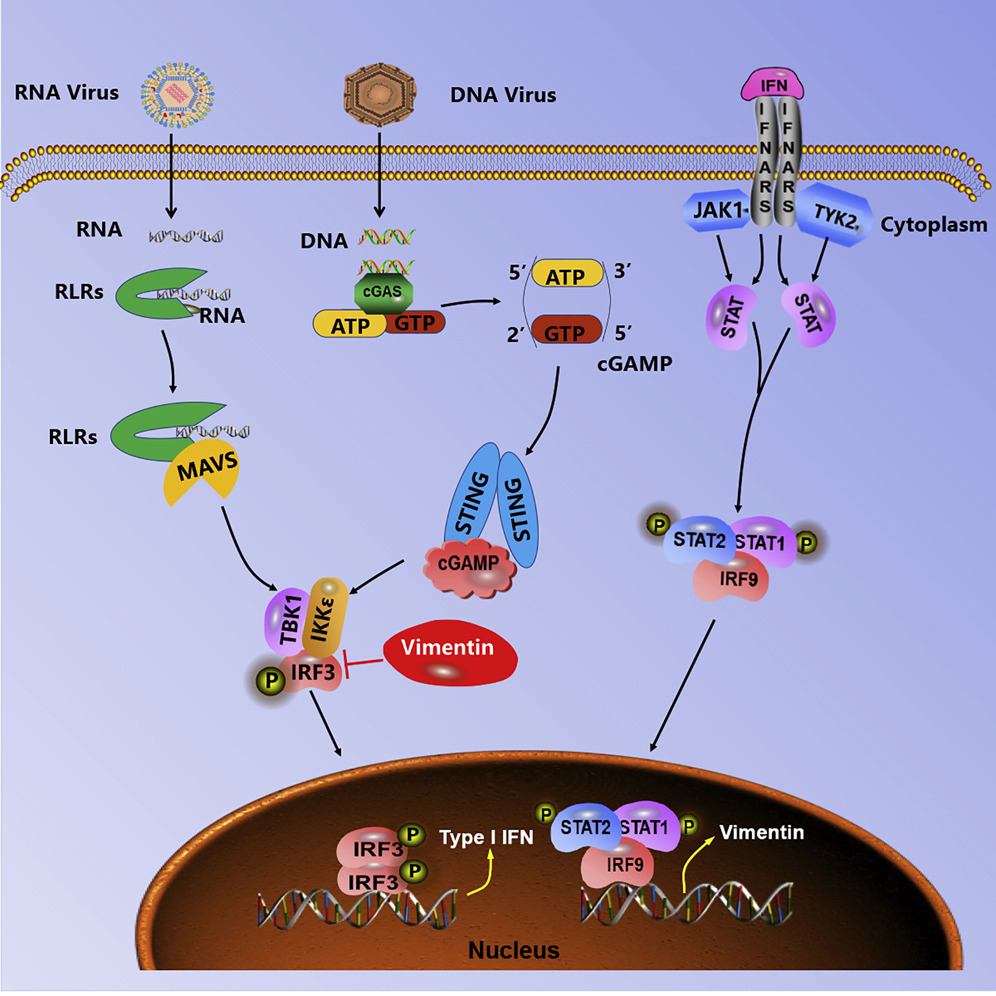 RNA Virus
DNA Virus
IFN
IFNARS
IFNARS
JAK1
TYK2
Cytoplasm
RNA
DNA
RLRs
RNA
cGAS
ATP
GTP
5′
ATP
3′
2′
GTP
5′
cGAMP
STAT
STAT
RLRs
MAVS
STING
STING
cGAMP
P
STAT2
STAT1
P
IRF9
TBK1
IKKε
IRF3
P
Vimentin
IRF3
P
IRF3
P
Type I IFN
P
STAT2
STAT1
P
IRF9
Vimentin
Nucleus